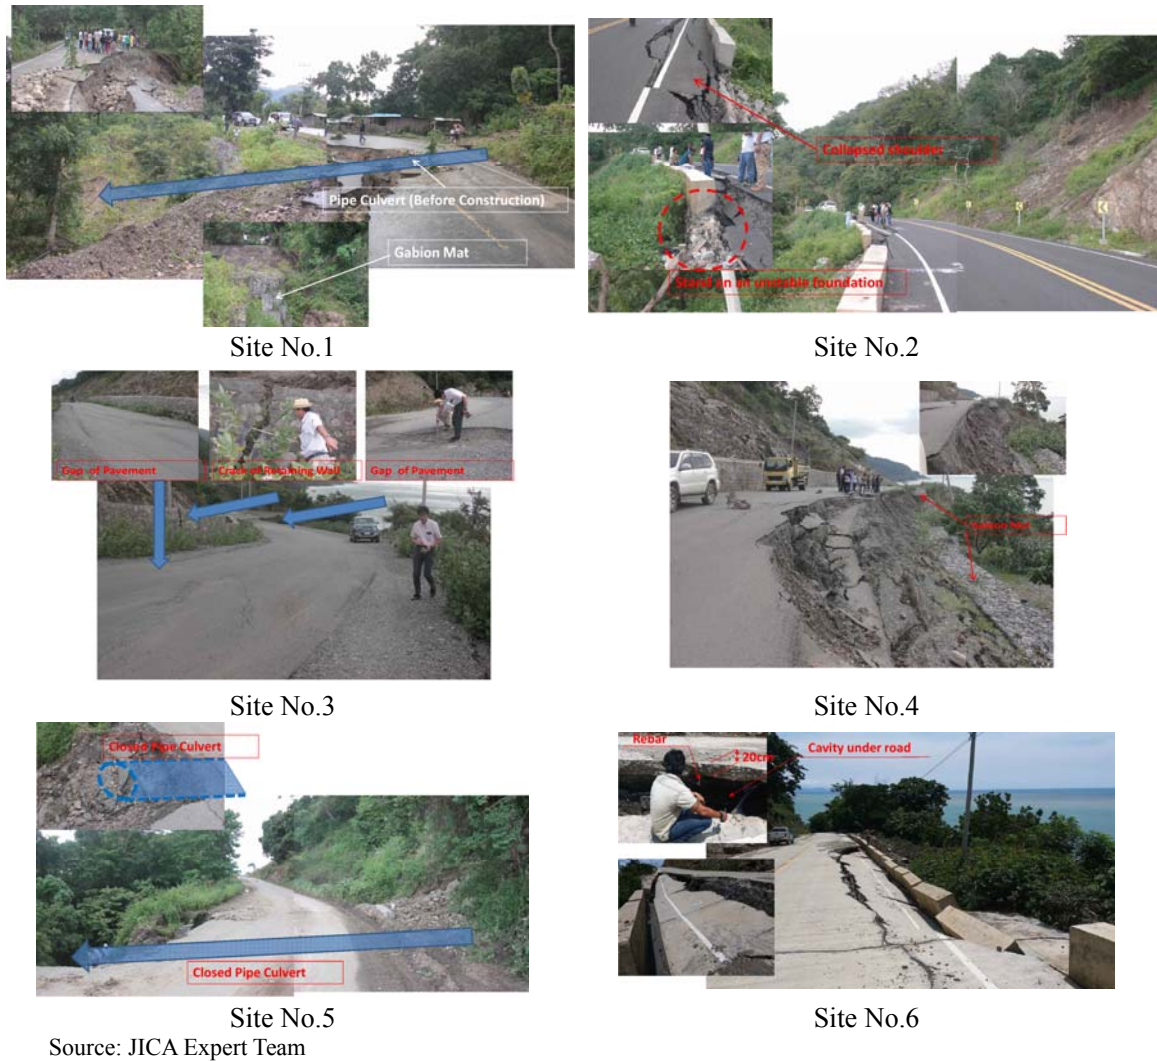 Pipe Culvert (Before Construction)
Gabion Mat
Site No.1
Collapsed shoulder
Stand on an unstable foundation
Site No.2
Gap of Pavement
Crack of Retaining Wall
Gap of Pavement
Site No.3
Gabion Mat
Site No.4
Closed Pipe Culvert
Closed Pipe Culvert
Site No.5
Rebar
20cm
Cavity under road
Site No.6
Source: JICA Expert Team